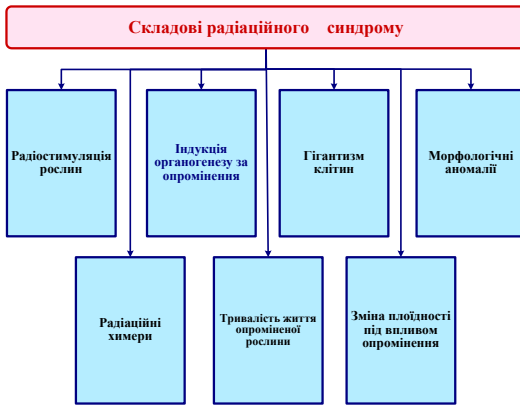 Складові радіаційного синдрому
Радіостимуляція
рослин
Індукція
органогенезу за
опромінення
Гігантизм
клітин
Морфологічні
аномалії
Радіаційні
химери
Тривалість життя
опроміненої
рослини
Зміна плоїдності
під впливом
опромінення